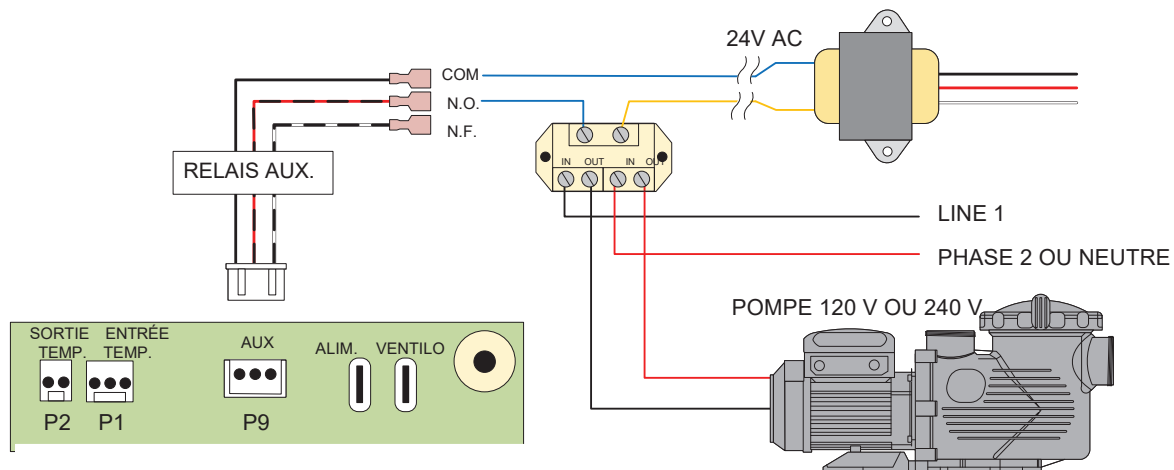 24V AC
COM
N.O.
N.F.
RELAIS AUX.
IN OUT IN OUT
LINE 1
PHASE 2 OU NEUTRE
POMPE 120 V OU 240 V
SORTIE TEMP.
ENTRÉE TEMP.
AUX
ALIM.
VENTILO
P2
P1
P9